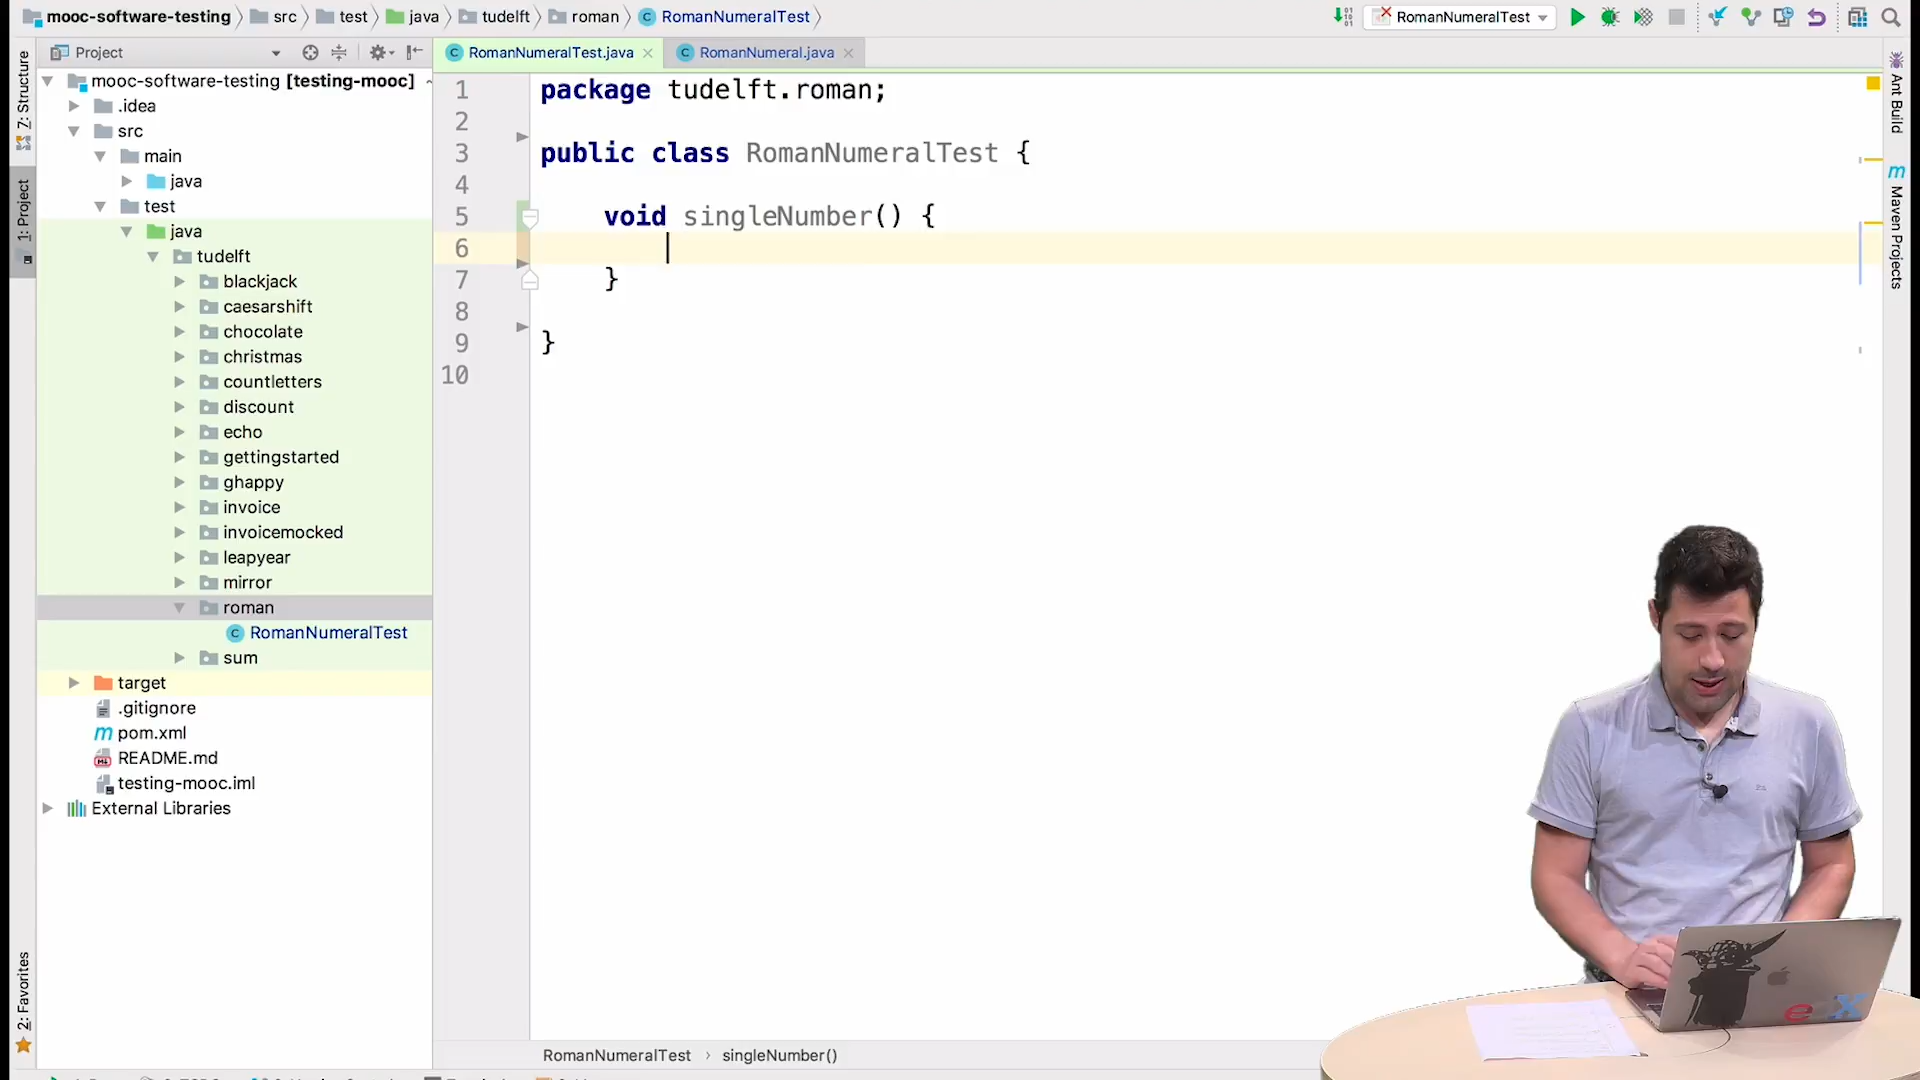 mooc-software-testing src test java tudelft roman RomanNumeralTest
RomanNumeralTest
Project
RomanNumeralTest.java
RomanNumeral.java
7: Structure
1: Project
2: Favorites
mooc-software-testing [testing-mooc]
.idea
src
main
java
test
java
tudelft
blackjack
caesarshift
chocolate
christmas
countletters
discount
echo
gettingstarted
ghappy
invoice
invoicemocked
leapyear
mirror
roman
RomanNumeralTest
sum
target
.gitignore
pom.xml
README.md
testing-mooc.iml
External Libraries
1 package tudelft.roman;
2
3 public class RomanNumeralTest {
4
5 void singleNumber() {
6
7 }
8
9 }
10
Ant Build
Maven Projects
RomanNumeralTest › singleNumber()
e X